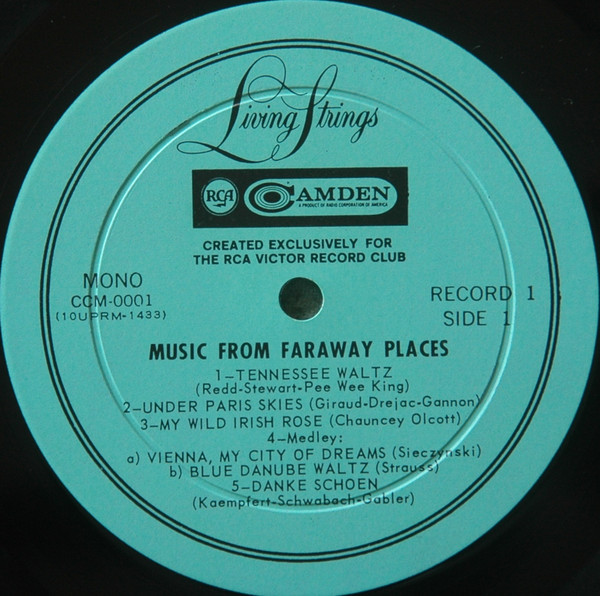 Living Strings
RCA CAMDEN
A PRODUCT OF RADIO CORPORATION OF AMERICA
CREATED EXCLUSIVELY FOR
THE RCA VICTOR RECORD CLUB
MONO
CCM-0001
(10UPRM-1433)
RECORD 1
SIDE 1
MUSIC FROM FARAWAY PLACES
1-TENNESSEE WALTZ
(Redd-Stewart-Pee Wee King)
2-UNDER PARIS SKIES (Giraud-Drejac-Gannon)
3-MY WILD IRISH ROSE (Chauncey Olcott)
4-Medley:
a) VIENNA, MY CITY OF DREAMS (Sieczynski)
b) BLUE DANUBE WALTZ (Strauss)
5-DANKE SCHOEN
(Kaempfert-Schwabach-Gabler)